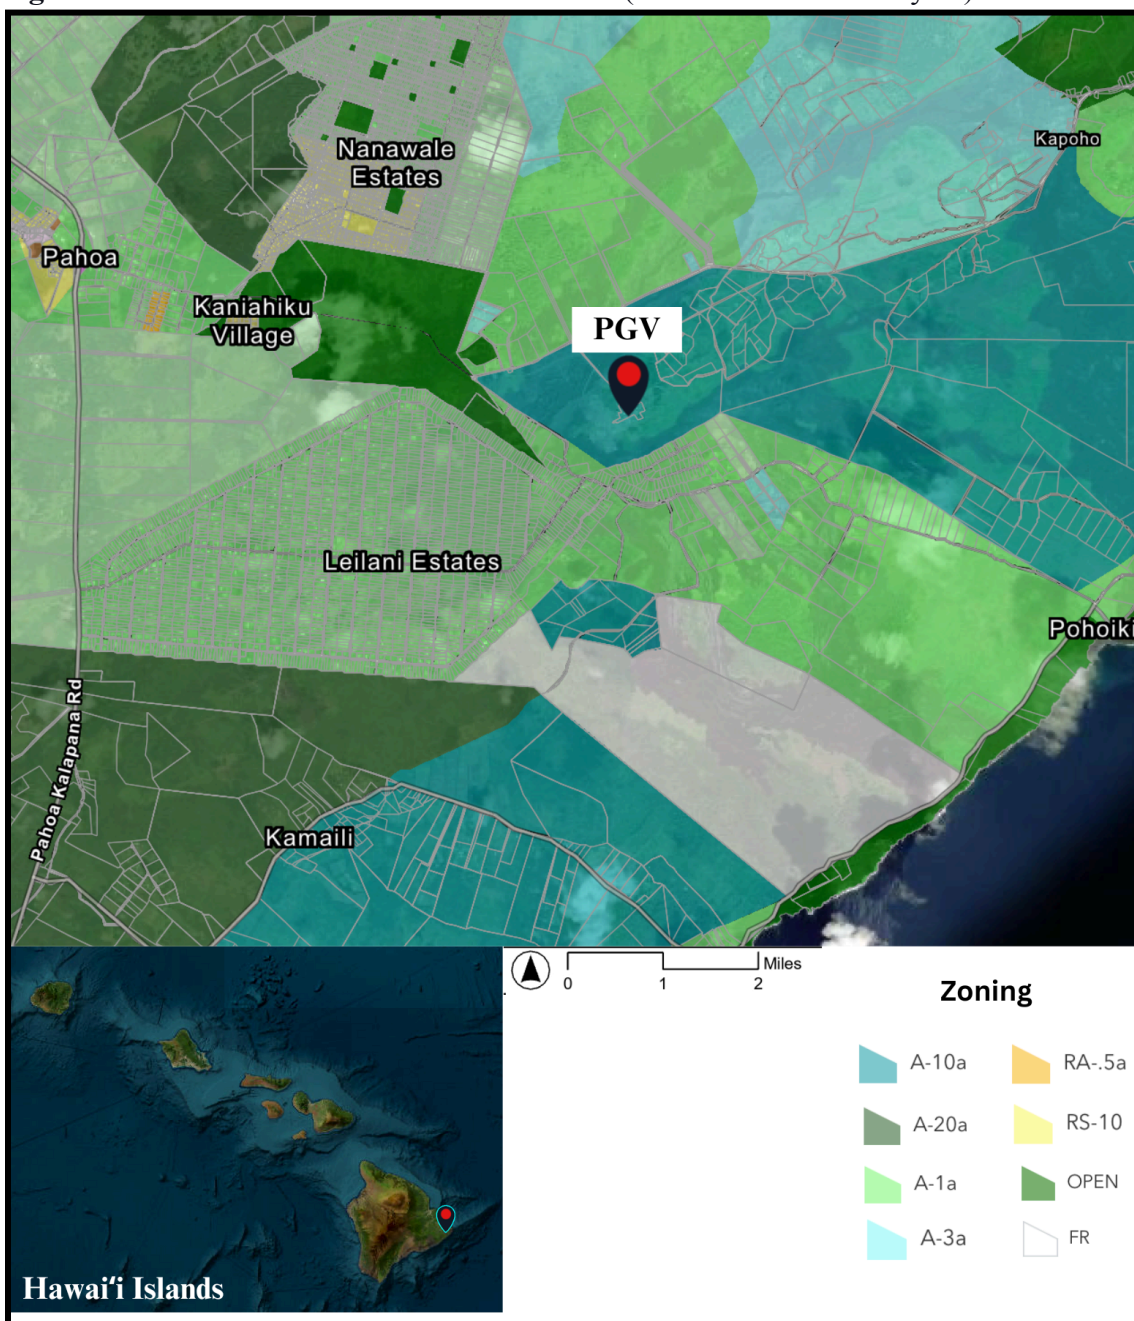 Nanawale
Estates
Kapoho
Pahoa
Kaniahiku
Village
PGV
Leilani Estates
Pohoiki
Pahoa Kalapana Rd
Kamaili
Miles
0 1 2
Zoning
A-10a RA-.5a
A-20a RS-10
A-1a OPEN
A-3a FR
Hawaiʻi Islands